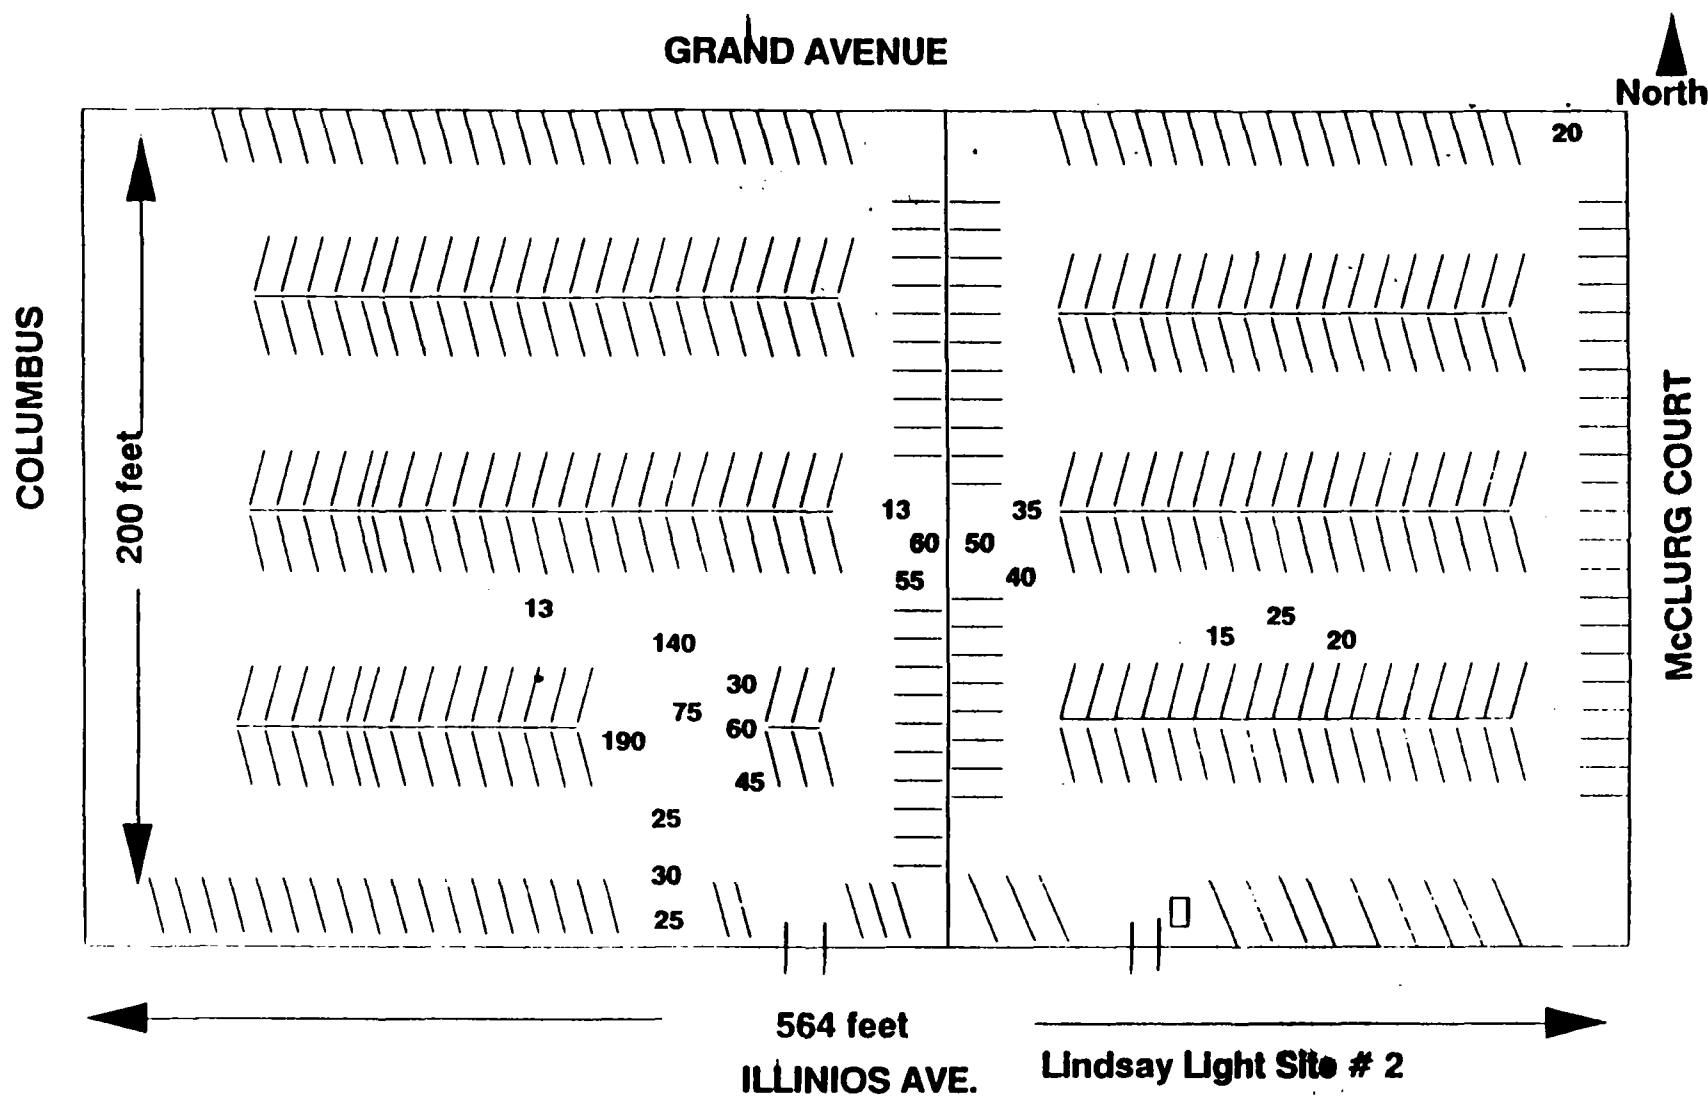 GRAND AVENUE
North
20
COLUMBUS
200 feet
McCLURG COURT
13
35
60
50
55
40
13
25
15
20
140
30
75
60
190
45
25
30
25
564 feet
ILLINIOS AVE.
Lindsay Light Site # 2